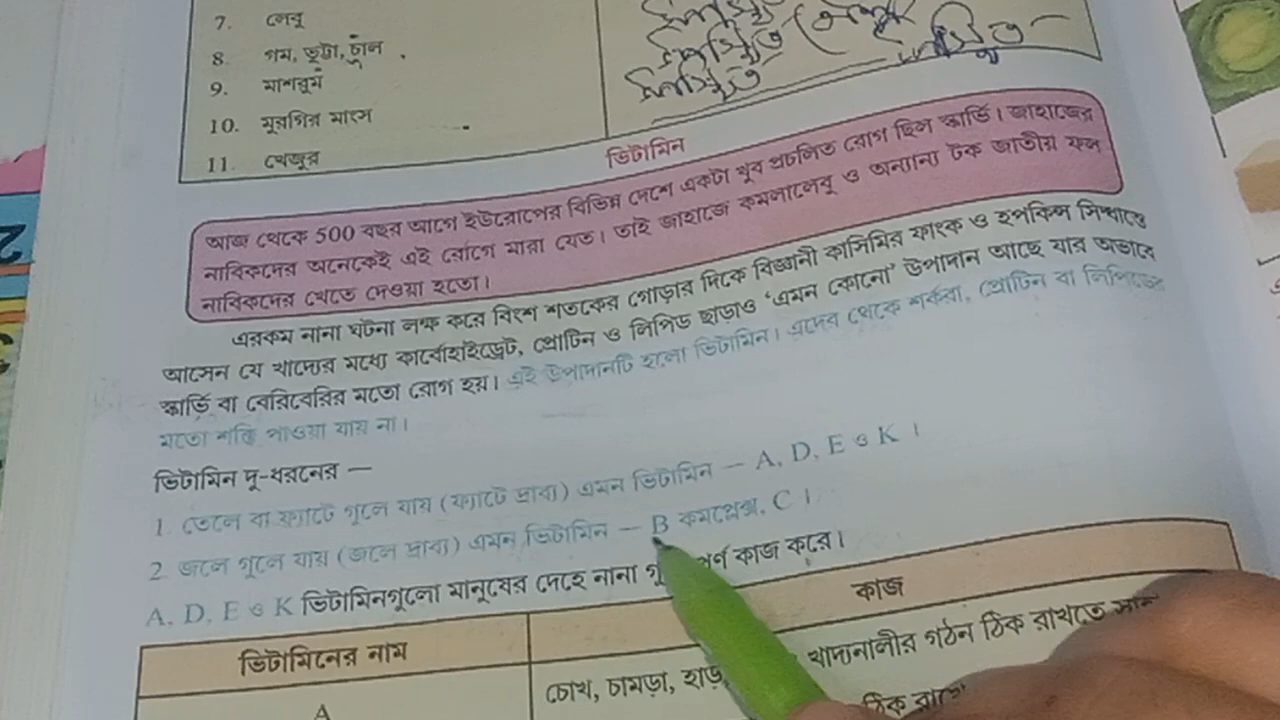 7. লেবু
8. গম, ভুট্টা, চাল
9. মাশরুম
10. মুরগির মাংস
11. খেজুর
উপস্থিত
উপস্থিত
উপস্থিত
ভিটামিন
আজ থেকে 500 বছর আগে ইউরোপের বিভিন্ন দেশে একটা খুব প্রচলিত রোগ ছিল স্কার্ভি। জাহাজের
নাবিকদের অনেকেই এই রোগে মারা যেত। তাই জাহাজে কমলালেবু ও অন্যান্য টক জাতীয় ফল
নাবিকদের খেতে দেওয়া হতো।
এরকম নানা ঘটনা লক্ষ করে বিংশ শতকের গোড়ার দিকে বিজ্ঞানী কাসিমির ফাংক ও হপকিন্স সিদ্ধান্তে
আসেন যে খাদ্যের মধ্যে কার্বোহাইড্রেট, প্রোটিন ও লিপিড ছাড়াও ‘এমন কোনো’ উপাদান আছে যার অভাবে
স্কার্ভি বা বেরিবেরির মতো রোগ হয়। এই উপাদানটি হলো ভিটামিন। এদের থেকে শর্করা, প্রোটিন বা লিপিডের
মতো শক্তি পাওয়া যায় না।
ভিটামিন দু-ধরনের —
1. তেলে বা ফ্যাটে গুলে যায় (ফ্যাটে দ্রাব্য) এমন ভিটামিন — A, D, E ও K ।
2. জলে গুলে যায় (জলে দ্রাব্য) এমন ভিটামিন — B কমপ্লেক্স, C ।
A, D, E ও K ভিটামিনগুলো মানুষের দেহে নানা কাজ করে।
ভিটামিনের নাম কাজ
A চোখ, চামড়া, হাড় খাদ্যনালীর গঠন ঠিক রাখতে
ঠিক